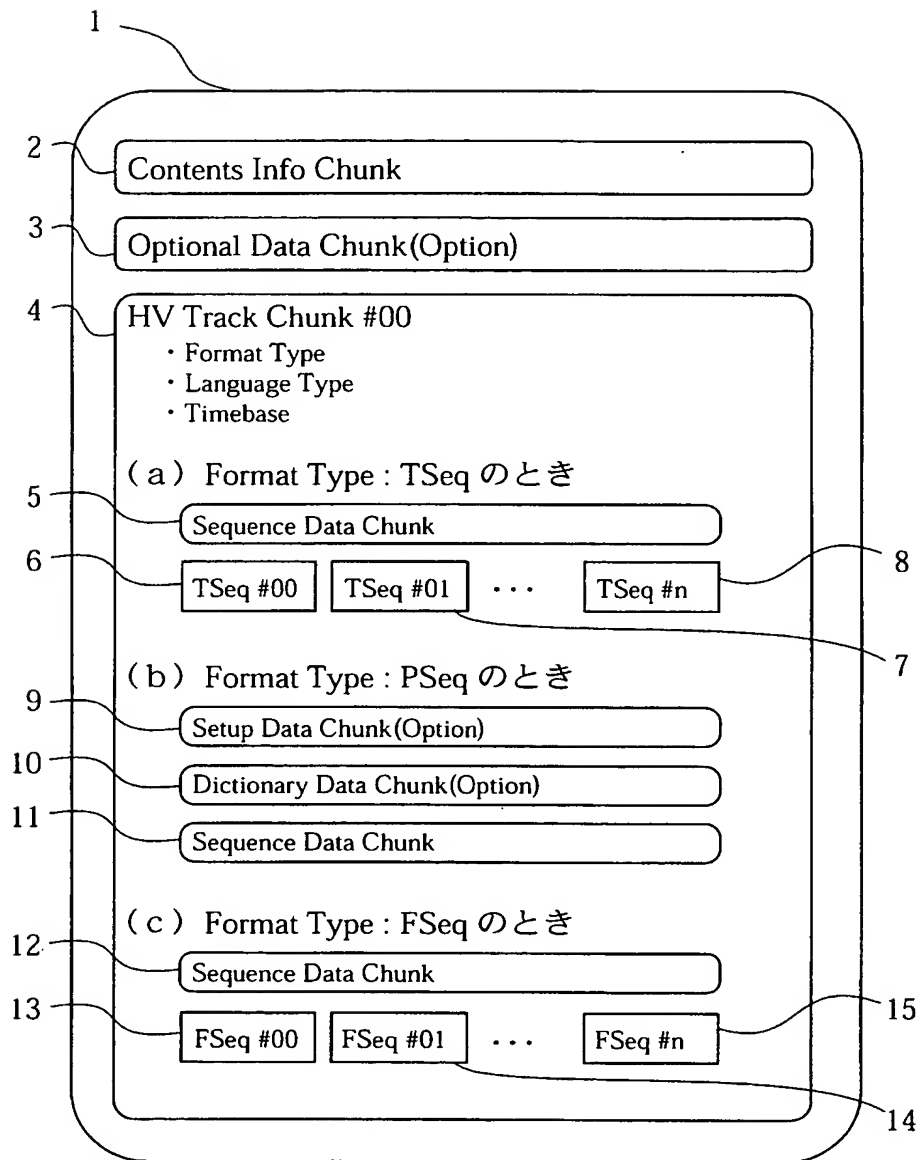 1
2
Contents Info Chunk
3
Optional Data Chunk(Option)
4
HV Track Chunk #00
・Format Type
・Language Type
・Timebase
(a) Format Type : TSeq のとき
5
Sequence Data Chunk
6
TSeq #00 TSeq #01 ･･･ TSeq #n
8
7
(b) Format Type : PSeq のとき
9
Setup Data Chunk(Option)
10
Dictionary Data Chunk(Option)
11
Sequence Data Chunk
(c) Format Type : FSeq のとき
12
Sequence Data Chunk
13
FSeq #00 FSeq #01 ･･･ FSeq #n
15
14